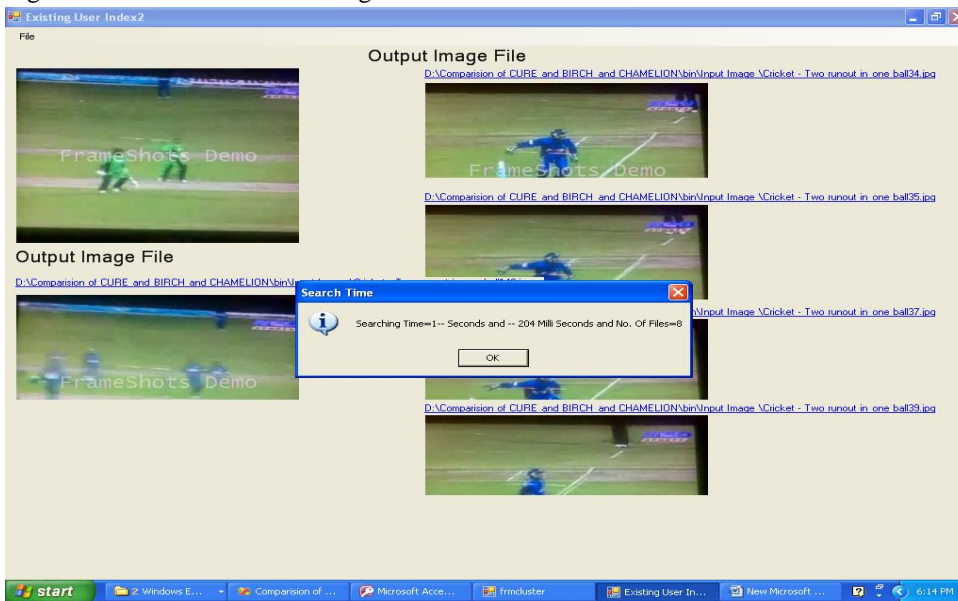 Existing User Index2
File
Output Image File
D:\Comparision of CURE and BIRCH and CHAMELION\bin\Input Image \Cricket - Two runout in one ball34.jpg
FrameShots Demo
FrameShots Demo
D:\Comparision of CURE and BIRCH and CHAMELION\bin\Input Image \Cricket - Two runout in one ball35.jpg
Output Image File
D:\Comparision of CURE and BIRCH and CHAMELION\bin\
Search Time
Searching Time=1-- Seconds and -- 204 Milli Seconds and No. Of Files=8
OK
Image \Cricket - Two runout in one ball37.jpg
FrameShots Demo
D:\Comparision of CURE and BIRCH and CHAMELION\bin\Input Image \Cricket - Two runout in one ball39.jpg
start
2 Windows E...
Comparision of ...
Microsoft Acce...
frmcluster
Existing User In...
New Microsoft ...
6:14 PM